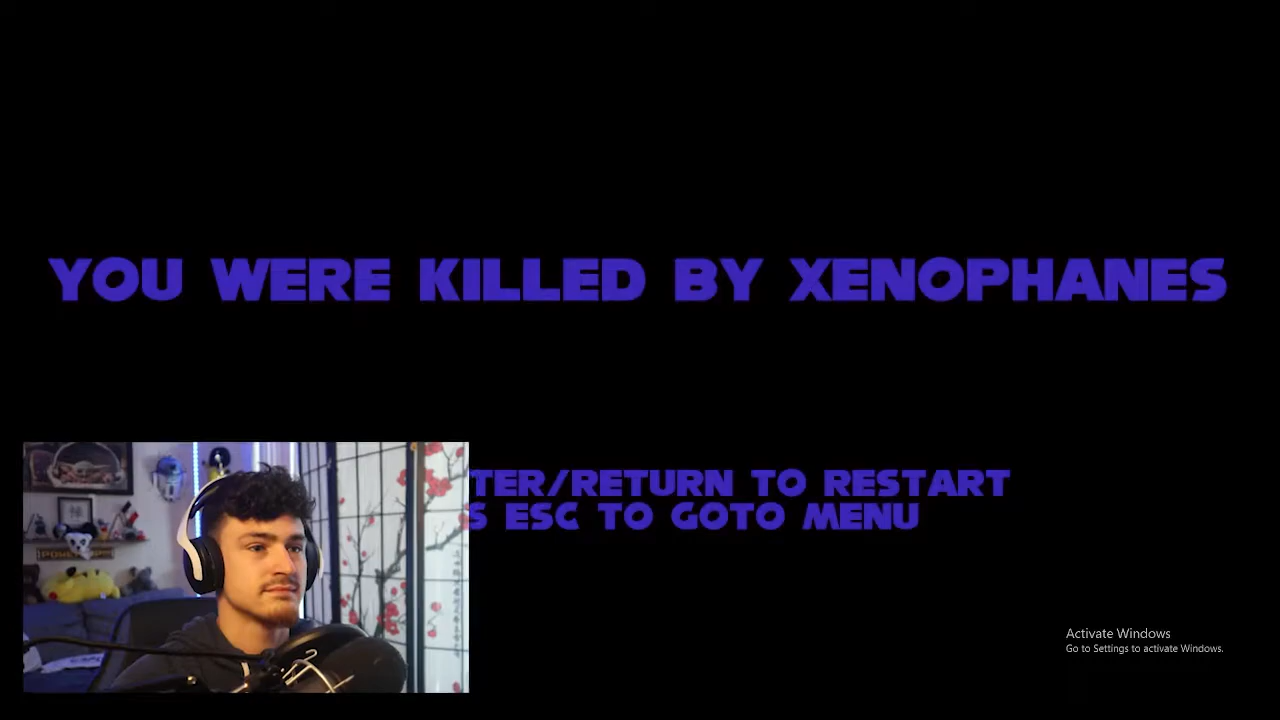 YOU WERE KILLED BY XENOPHANES
TER/RETURN TO RESTART
S ESC TO GOTO MENU
Activate Windows
Go to Settings to activate Windows.